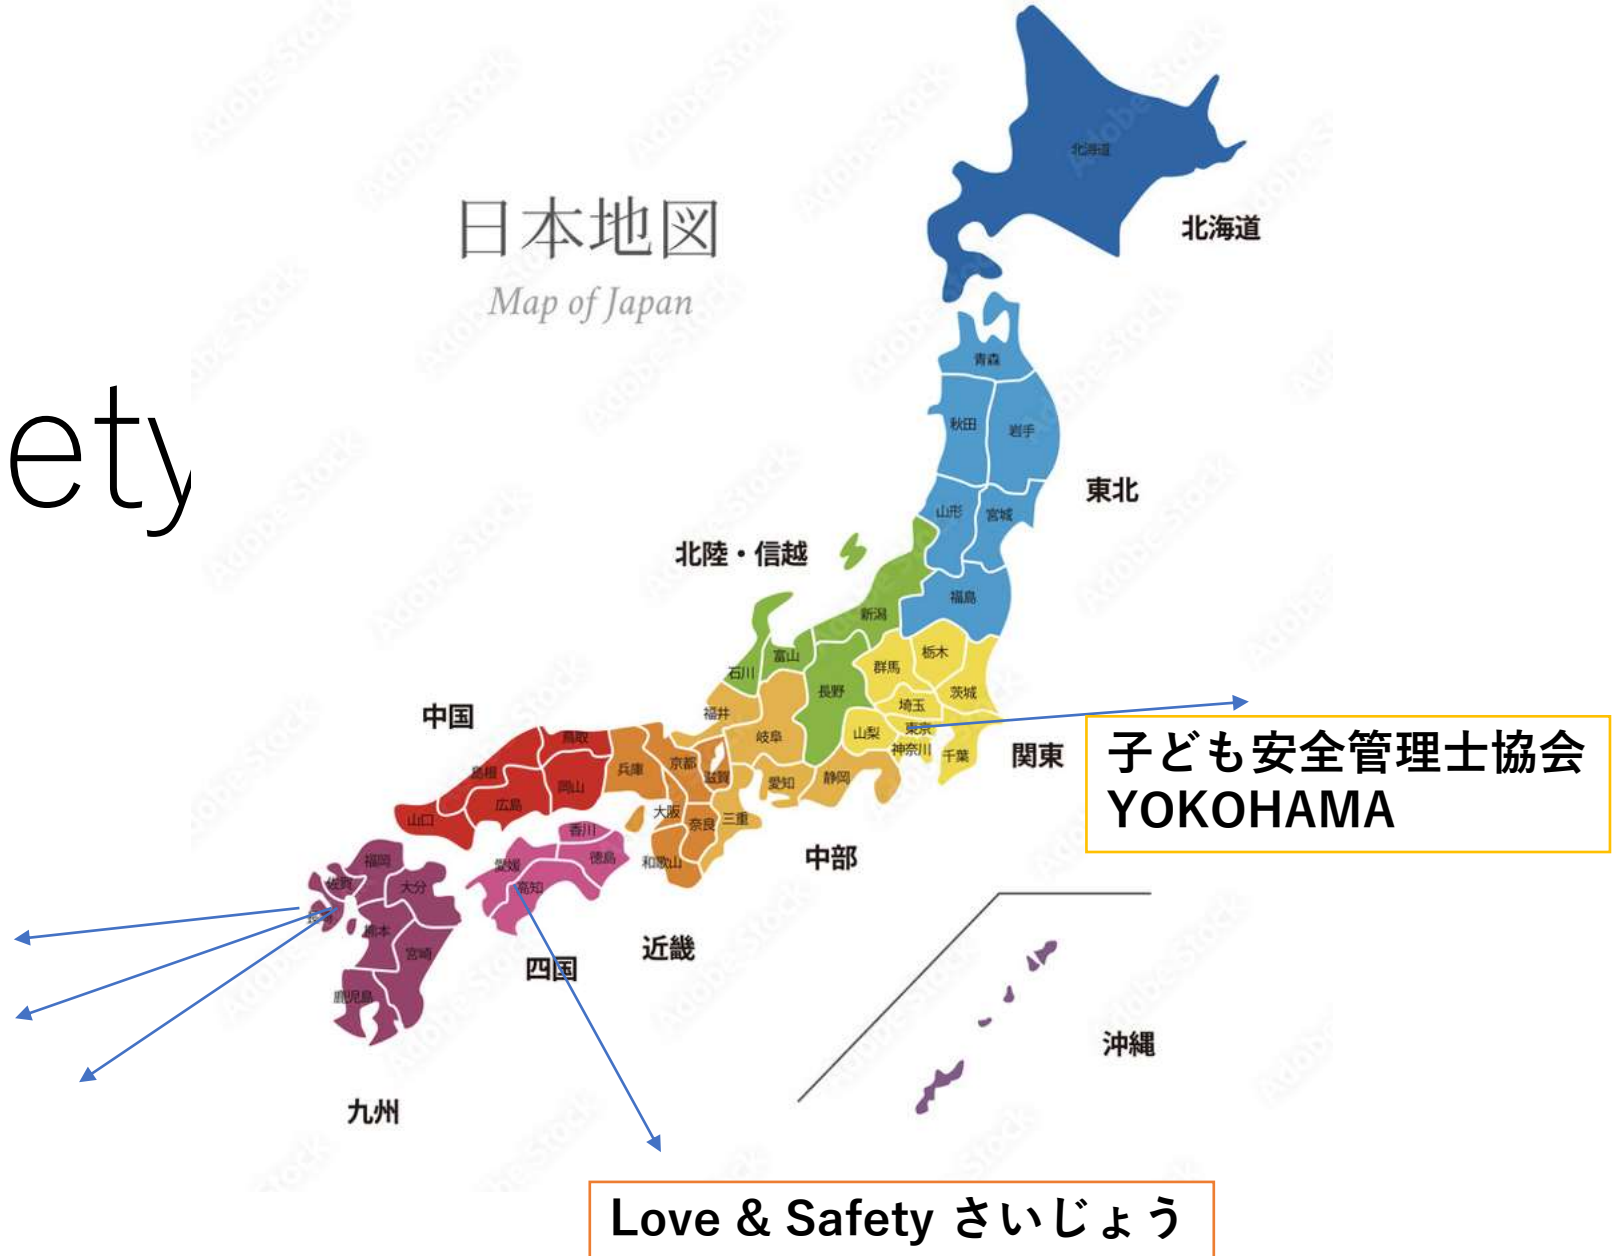 日本地図
Map of Japan
ety
北海道
北海道
青森
秋田
岩手
東北
山形
宮城
北陸・信越
福島
新潟
石川
富山
群馬
栃木
長野
茨城
埼玉
福井
岐阜
山梨
東京
神奈川
千葉
関東
子ども安全管理士協会
YOKOHAMA
中国
鳥取
島根
岡山
広島
山口
兵庫
京都
滋賀
愛知
静岡
大阪
奈良
三重
和歌山
中部
近畿
香川
徳島
愛媛
高知
四国
福岡
佐賀
大分
熊本
宮崎
鹿児島
九州
沖縄
Love & Safety さいじょう
Adobe Stock